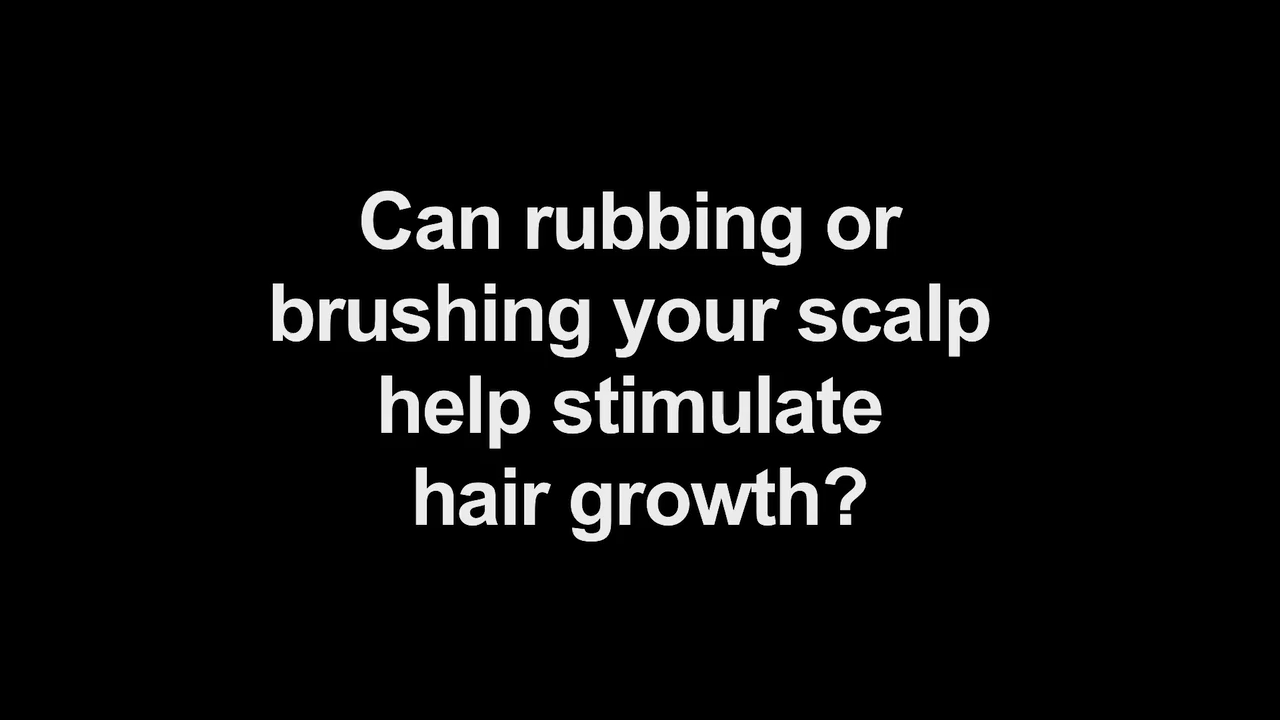 Can rubbing or
brushing your scalp
help stimulate
hair growth?